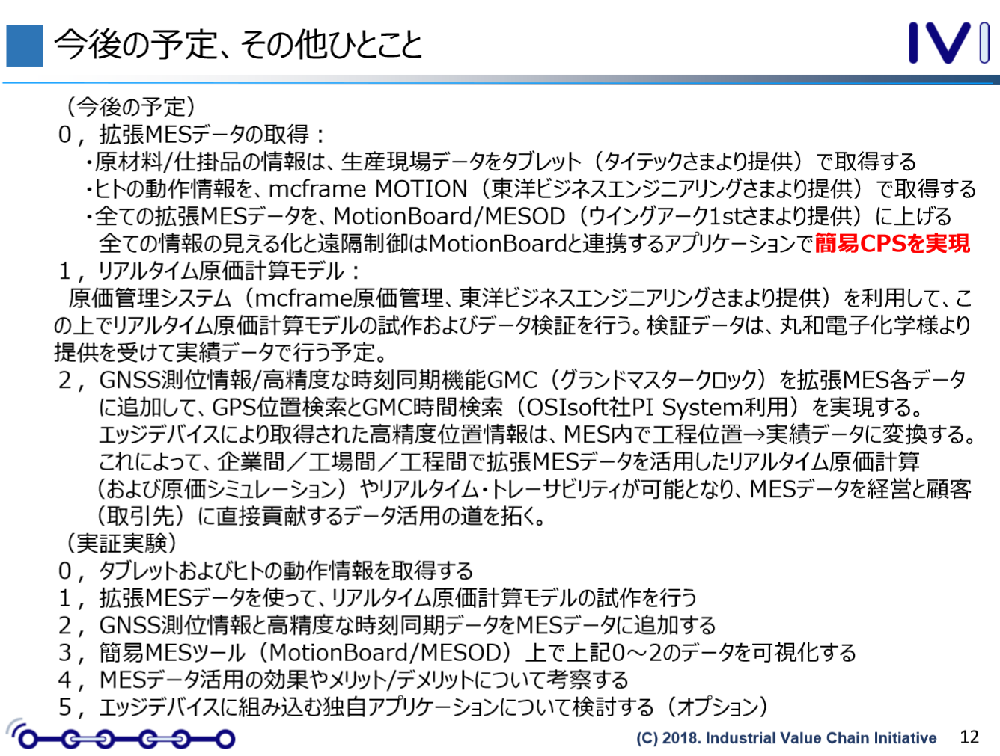 今後の予定、その他ひとこと
IVI
（今後の予定）
０，拡張MESデータの取得：
・原材料/仕掛品の情報は、生産現場データをタブレット（タイテックさまより提供）で取得する
・ヒトの動作情報を、mcframe MOTION（東洋ビジネスエンジニアリングさまより提供）で取得する
・全ての拡張MESデータを、MotionBoard/MESOD（ウイングアーク1stさまより提供）に上げる
全ての情報の見える化と遠隔制御はMotionBoardと連携するアプリケーションで簡易CPSを実現
１，リアルタイム原価計算モデル：
原価管理システム（mcframe原価管理、東洋ビジネスエンジニアリングさまより提供）を利用して、こ
の上でリアルタイム原価計算モデルの試作およびデータ検証を行う。検証データは、丸和電子化学様より
提供を受けて実績データで行う予定。
２，GNSS測位情報/高精度な時刻同期機能GMC（グランドマスタークロック）を拡張MES各データ
に追加して、GPS位置検索とGMC時間検索（OSIsoft社PI System利用）を実現する。
エッジデバイスにより取得された高精度位置情報は、MES内で工程位置→実績データに変換する。
これによって、企業間／工場間／工程間で拡張MESデータを活用したリアルタイム原価計算
（および原価シミュレーション）やリアルタイム・トレーサビリティが可能となり、MESデータを経営と顧客
（取引先）に直接貢献するデータ活用の道を拓く。
（実証実験）
０，タブレットおよびヒトの動作情報を取得する
１，拡張MESデータを使って、リアルタイム原価計算モデルの試作を行う
２，GNSS測位情報と高精度な時刻同期データをMESデータに追加する
３，簡易MESツール（MotionBoard/MESOD）上で上記0～2のデータを可視化する
４，MESデータ活用の効果やメリット/デメリットについて考察する
５，エッジデバイスに組み込む独自アプリケーションについて検討する（オプション）
(C) 2018. Industrial Value Chain Initiative
12